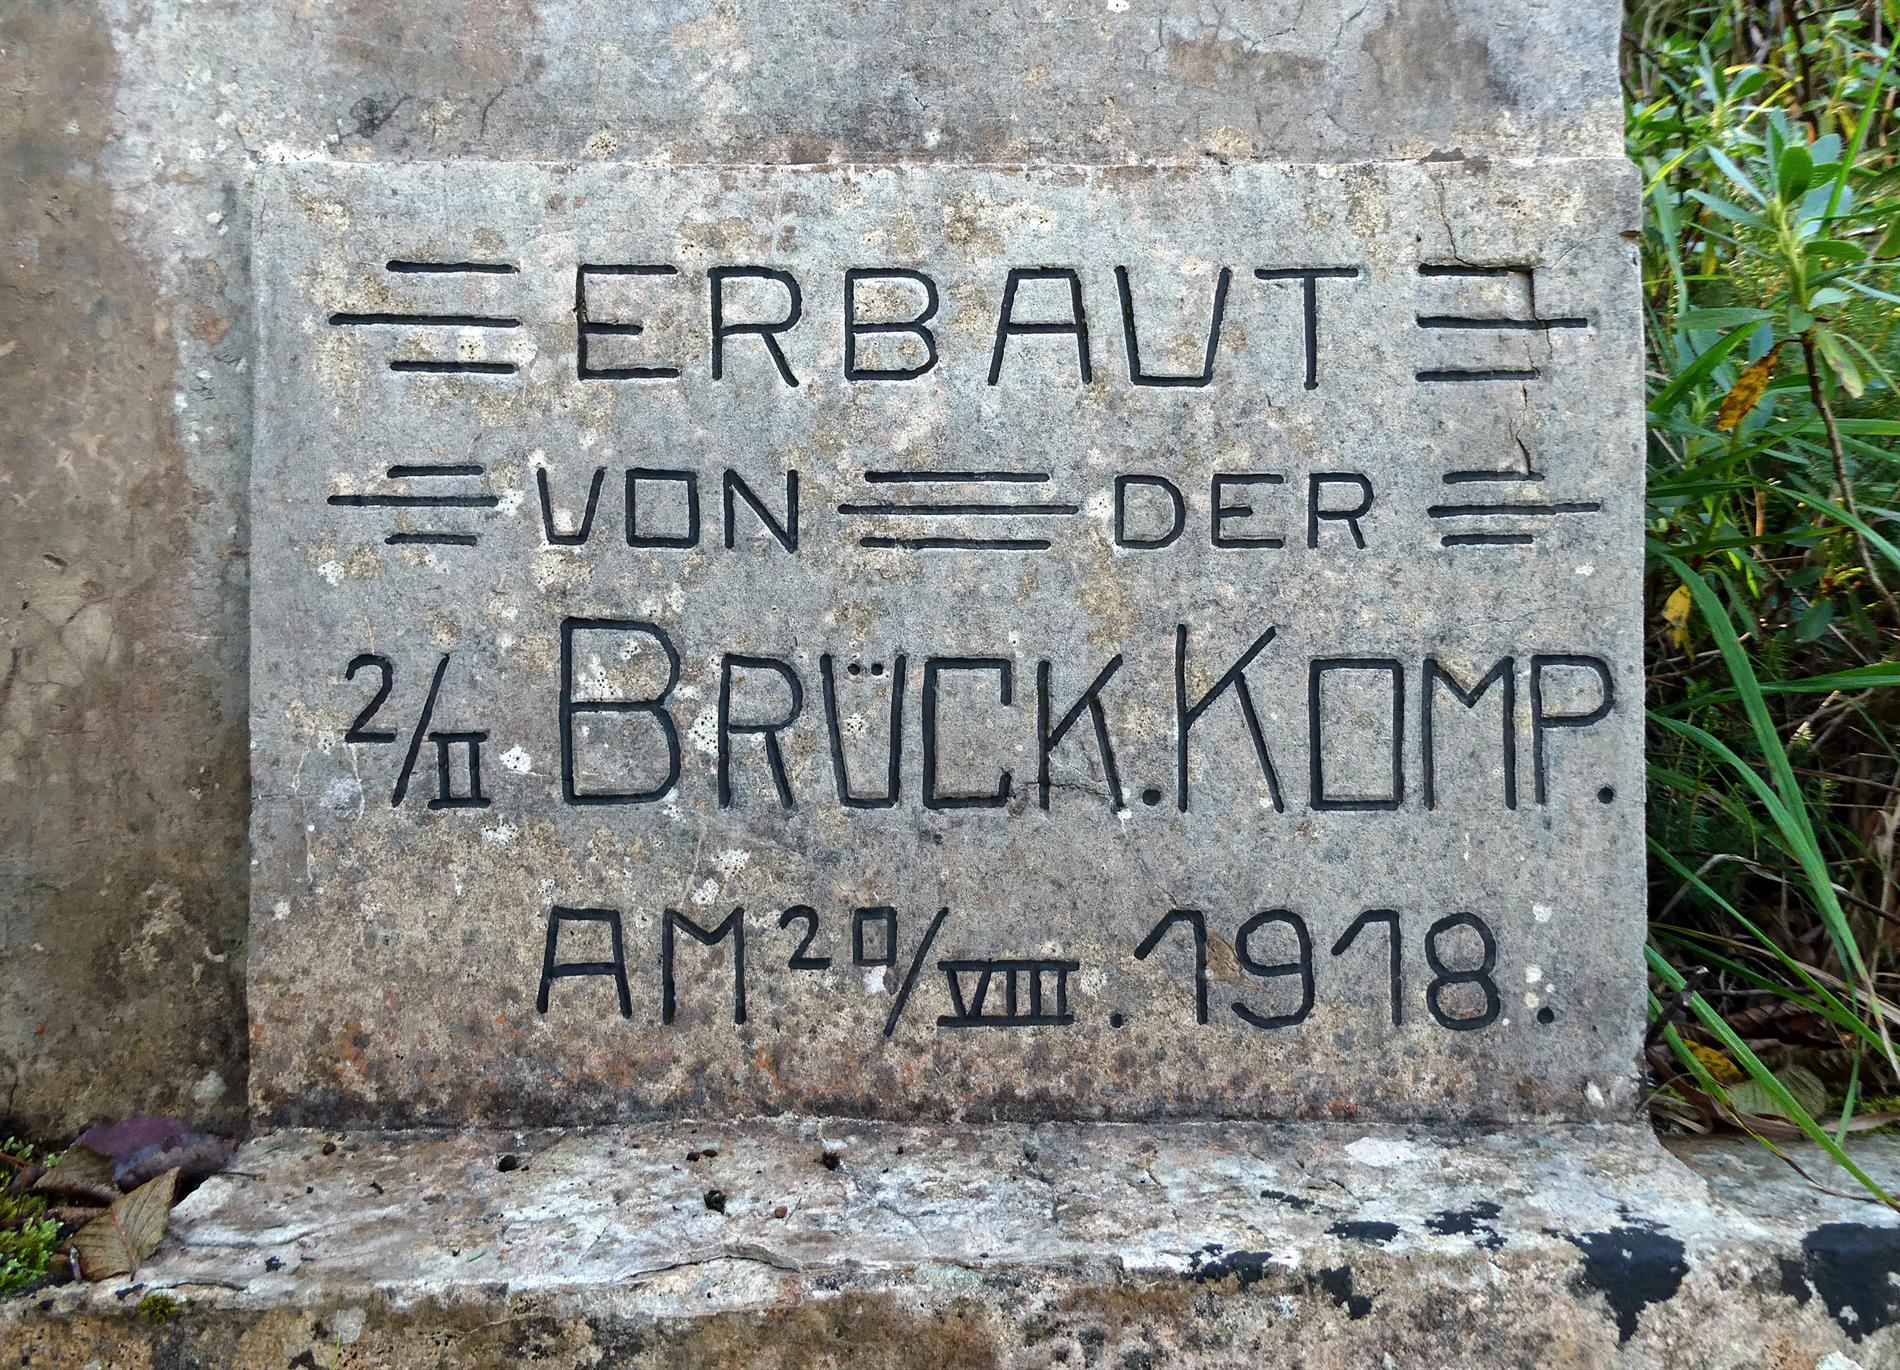 ERBAUT
VON DER
2/II BRÜCK.KOMP.
AM 20/VIII.1918.